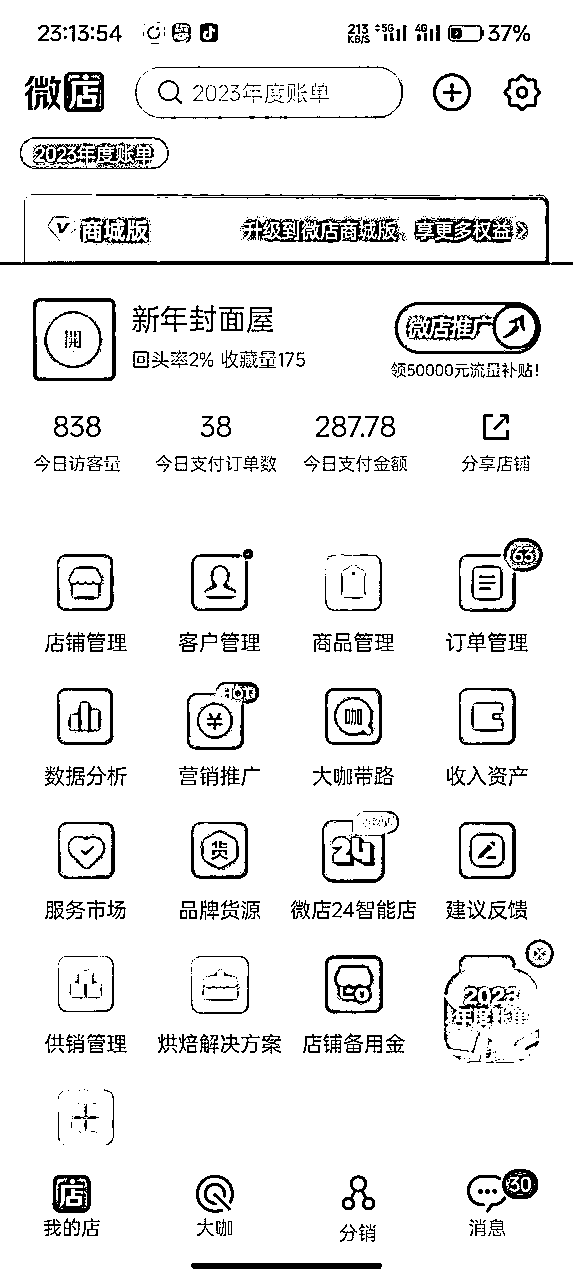 23:13:54 213 KB/S 5G 4G 37%
微店 2023年度账单
2023年度账单
商城版 升级到微店商城版、享更多权益
開 新年封面屋 微店推广
回头率2% 收藏量175 领50000元流量补贴!
838 38 287.78
今日访客量 今日支付订单数 今日支付金额 分享店铺
63
店铺管理 客户管理 商品管理 订单管理
HOT
咖
数据分析 营销推广 大咖带路 收入资产
货 24
服务市场 品牌货源 微店24智能店 建议反馈
2023
年度账单
供销管理 烘焙解决方案 店铺备用金
店 30
我的店 大咖 分销 消息